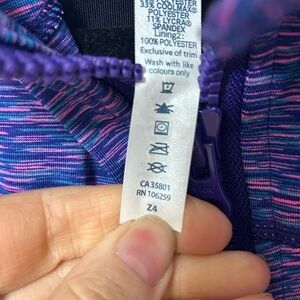 POLYESTER
33% COOLMAX®
POLYESTER
11% LYCRA®
SPANDEX
Lining:
100% POLYESTER
Exclusive of trim
Wash with like
colours only
CA 35801
RN 106259
Z4